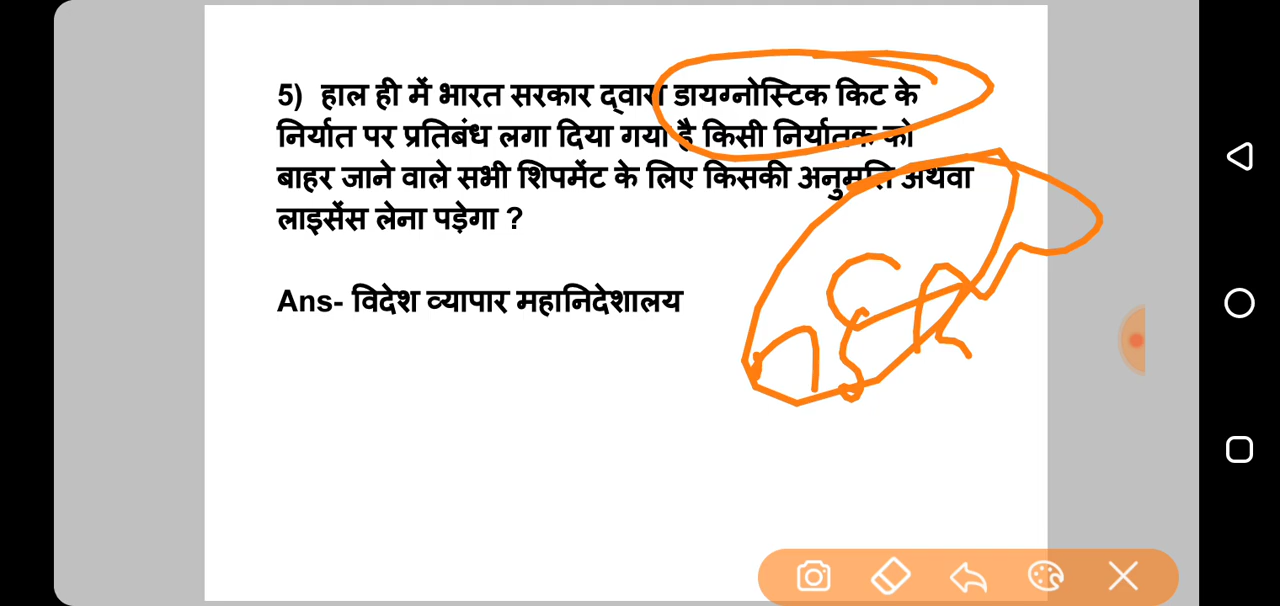 5) हाल ही में भारत सरकार द्वारा डायग्नोस्टिक किट के
निर्यात पर प्रतिबंध लगा दिया गया है किसी निर्यातक को
बाहर जाने वाले सभी शिपमेंट के लिए किसकी अनुमति अथवा
लाइसेंस लेना पड़ेगा ?
Ans- विदेश व्यापार महानिदेशालय